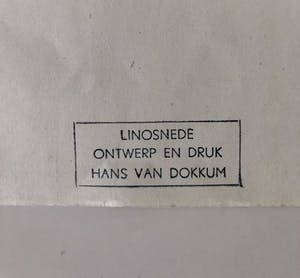 LINOSNEDE
ONTWERP EN DRUK
HANS VAN DOKKUM